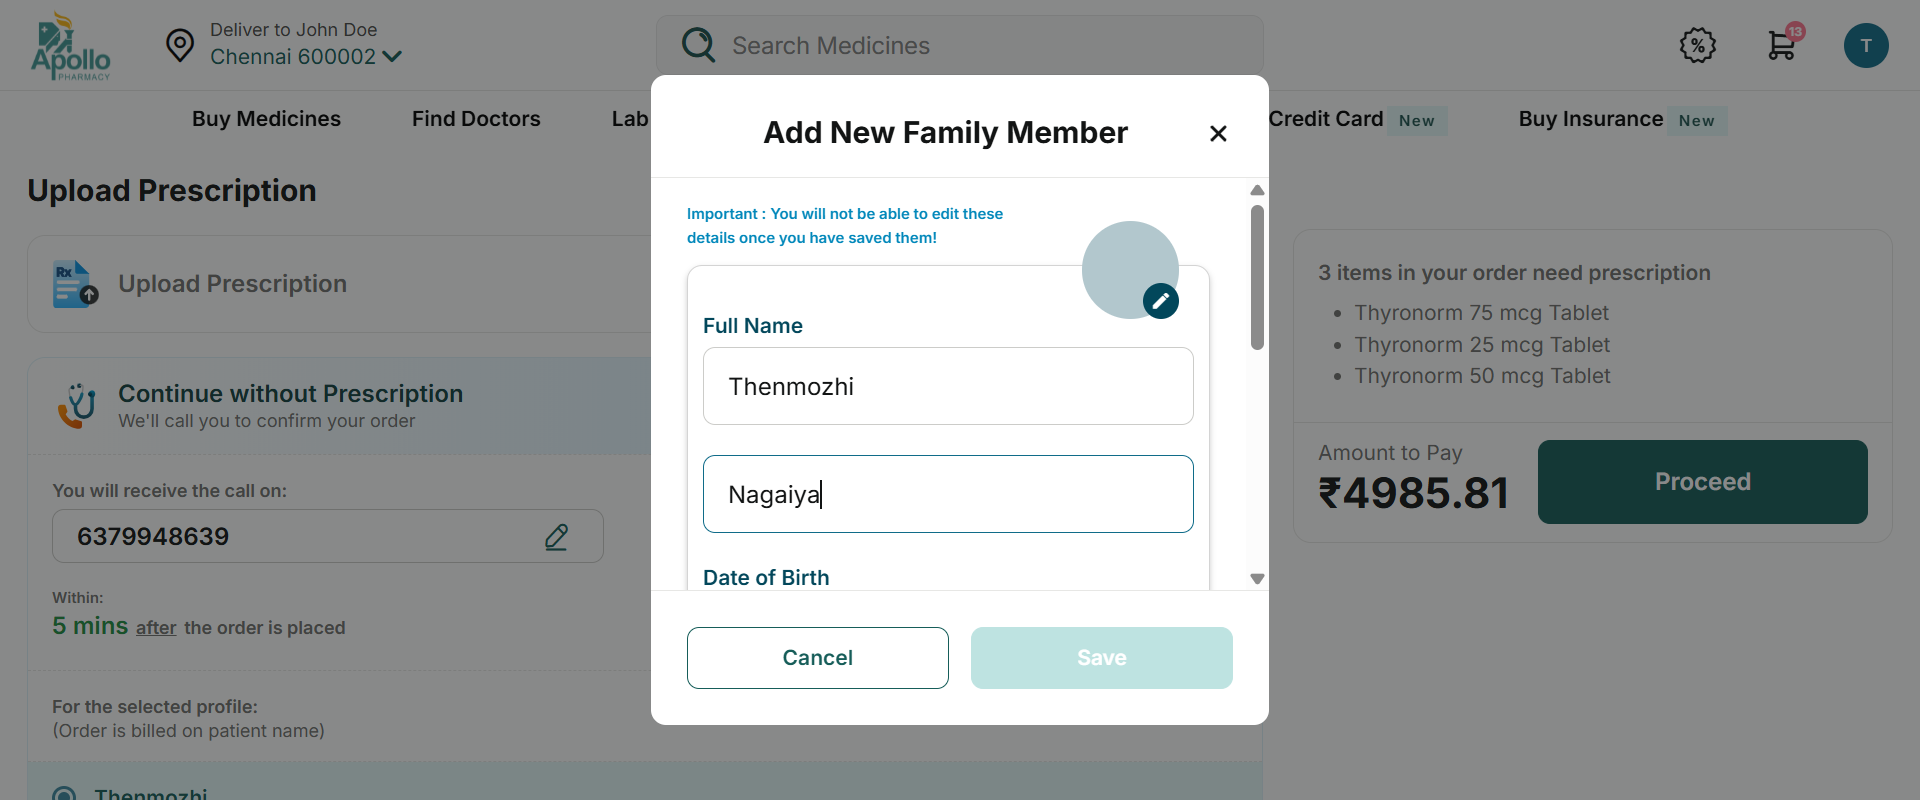 Apollo
PHARMACY
Deliver to John Doe
Chennai 600002
Search Medicines
%
13
T
Buy Medicines
Find Doctors
Lab
Credit Card
New
Buy Insurance
New
Upload Prescription
Rx
Upload Prescription
Continue without Prescription
We'll call you to confirm your order
You will receive the call on:
6379948639
Within:
5 mins after the order is placed
For the selected profile:
(Order is billed on patient name)
Thenmozhi
Add New Family Member
Important : You will not be able to edit these
details once you have saved them!
Full Name
Thenmozhi
Nagaiya
Date of Birth
Cancel
Save
3 items in your order need prescription
• Thyronorm 75 mcg Tablet
• Thyronorm 25 mcg Tablet
• Thyronorm 50 mcg Tablet
Amount to Pay
₹4985.81
Proceed